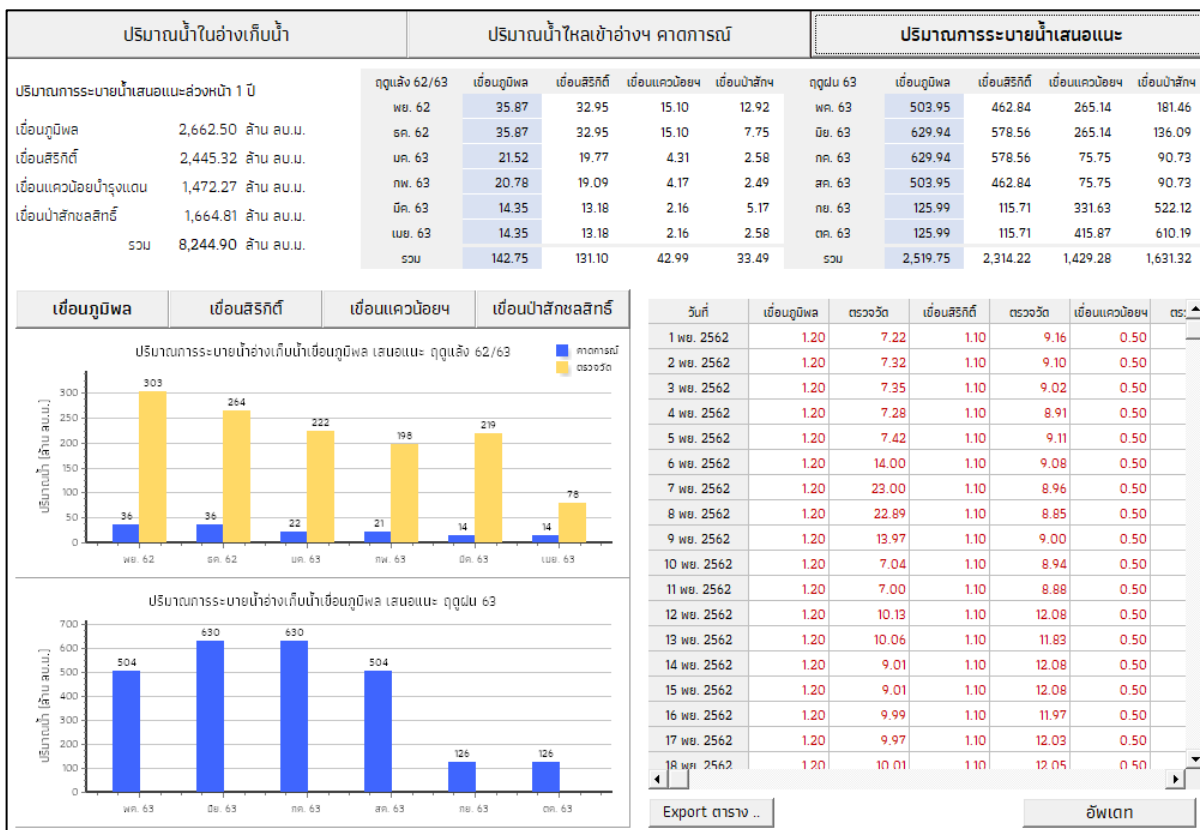 ปริมาณน้ำในอ่างเก็บน้ำ ปริมาณน้ำไหลเข้าอ่างฯ คาดการณ์ ปริมาณการระบายน้ำเสนอแนะ
ปริมาณการระบายน้ำเสนอแนะล่วงหน้า 1 ปี
เขื่อนภูมิพล 2,662.50 ล้าน ลบ.ม.
เขื่อนสิริกิติ์ 2,445.32 ล้าน ลบ.ม.
เขื่อนแควน้อยบำรุงแดน 1,472.27 ล้าน ลบ.ม.
เขื่อนป่าสักชลสิทธิ์ 1,664.81 ล้าน ลบ.ม.
รวม 8,244.90 ล้าน ลบ.ม.
ฤดูแล้ง 62/63 เขื่อนภูมิพล เขื่อนสิริกิติ์ เขื่อนแควน้อยฯ เขื่อนป่าสักฯ ฤดูฝน 63 เขื่อนภูมิพล เขื่อนสิริกิติ์ เขื่อนแควน้อยฯ เขื่อนป่าสักฯ
พย. 62 35.87 32.95 15.10 12.92 พค. 63 503.95 462.84 265.14 181.46
ธค. 62 35.87 32.95 15.10 7.75 มิย. 63 629.94 578.56 265.14 136.09
มค. 63 21.52 19.77 4.31 2.58 กค. 63 629.94 578.56 75.75 90.73
กพ. 63 20.78 19.09 4.17 2.49 สค. 63 503.95 462.84 75.75 90.73
มีค. 63 14.35 13.18 2.16 5.17 กย. 63 125.99 115.71 331.63 522.12
เมย. 63 14.35 13.18 2.16 2.58 ตค. 63 125.99 115.71 415.87 610.19
รวม 142.75 131.10 42.99 33.49 รวม 2,519.75 2,314.22 1,429.28 1,631.32
เขื่อนภูมิพล เขื่อนสิริกิติ์ เขื่อนแควน้อยฯ เขื่อนป่าสักชลสิทธิ์
ปริมาณการระบายน้ำอ่างเก็บน้ำเขื่อนภูมิพล เสนอแนะ ฤดูแล้ง 62/63
คาดการณ์
ตรวจวัด
ปริมาณน้ำ (ล้าน ลบ.ม.)
300
250
200
150
100
50
0
303 264 222 198 219 78
36 36 22 21 14 14
พย. 62 ธค. 62 มค. 63 กพ. 63 มีค. 63 เมย. 63
ปริมาณการระบายน้ำอ่างเก็บน้ำเขื่อนภูมิพล เสนอแนะ ฤดูฝน 63
ปริมาณน้ำ (ล้าน ลบ.ม.)
700
600
500
400
300
200
100
0
504 630 630 504 126 126
พค. 63 มิย. 63 กค. 63 สค. 63 กย. 63 ตค. 63
วันที่ เขื่อนภูมิพล ตรวจวัด เขื่อนสิริกิติ์ ตรวจวัด เขื่อนแควน้อยฯ
1 พย. 2562 1.20 7.22 1.10 9.16 0.50
2 พย. 2562 1.20 7.32 1.10 9.10 0.50
3 พย. 2562 1.20 7.35 1.10 9.02 0.50
4 พย. 2562 1.20 7.28 1.10 8.91 0.50
5 พย. 2562 1.20 7.42 1.10 9.11 0.50
6 พย. 2562 1.20 14.00 1.10 9.08 0.50
7 พย. 2562 1.20 23.00 1.10 8.96 0.50
8 พย. 2562 1.20 22.89 1.10 8.85 0.50
9 พย. 2562 1.20 13.97 1.10 9.00 0.50
10 พย. 2562 1.20 7.04 1.10 8.94 0.50
11 พย. 2562 1.20 7.00 1.10 8.88 0.50
12 พย. 2562 1.20 10.13 1.10 12.08 0.50
13 พย. 2562 1.20 10.06 1.10 11.83 0.50
14 พย. 2562 1.20 9.01 1.10 12.08 0.50
15 พย. 2562 1.20 9.01 1.10 12.08 0.50
16 พย. 2562 1.20 9.99 1.10 11.97 0.50
17 พย. 2562 1.20 9.97 1.10 12.03 0.50
18 พย. 2562 1.20 10.01 1.10 12.05 0.50
Export ตาราง .. อัพเดท